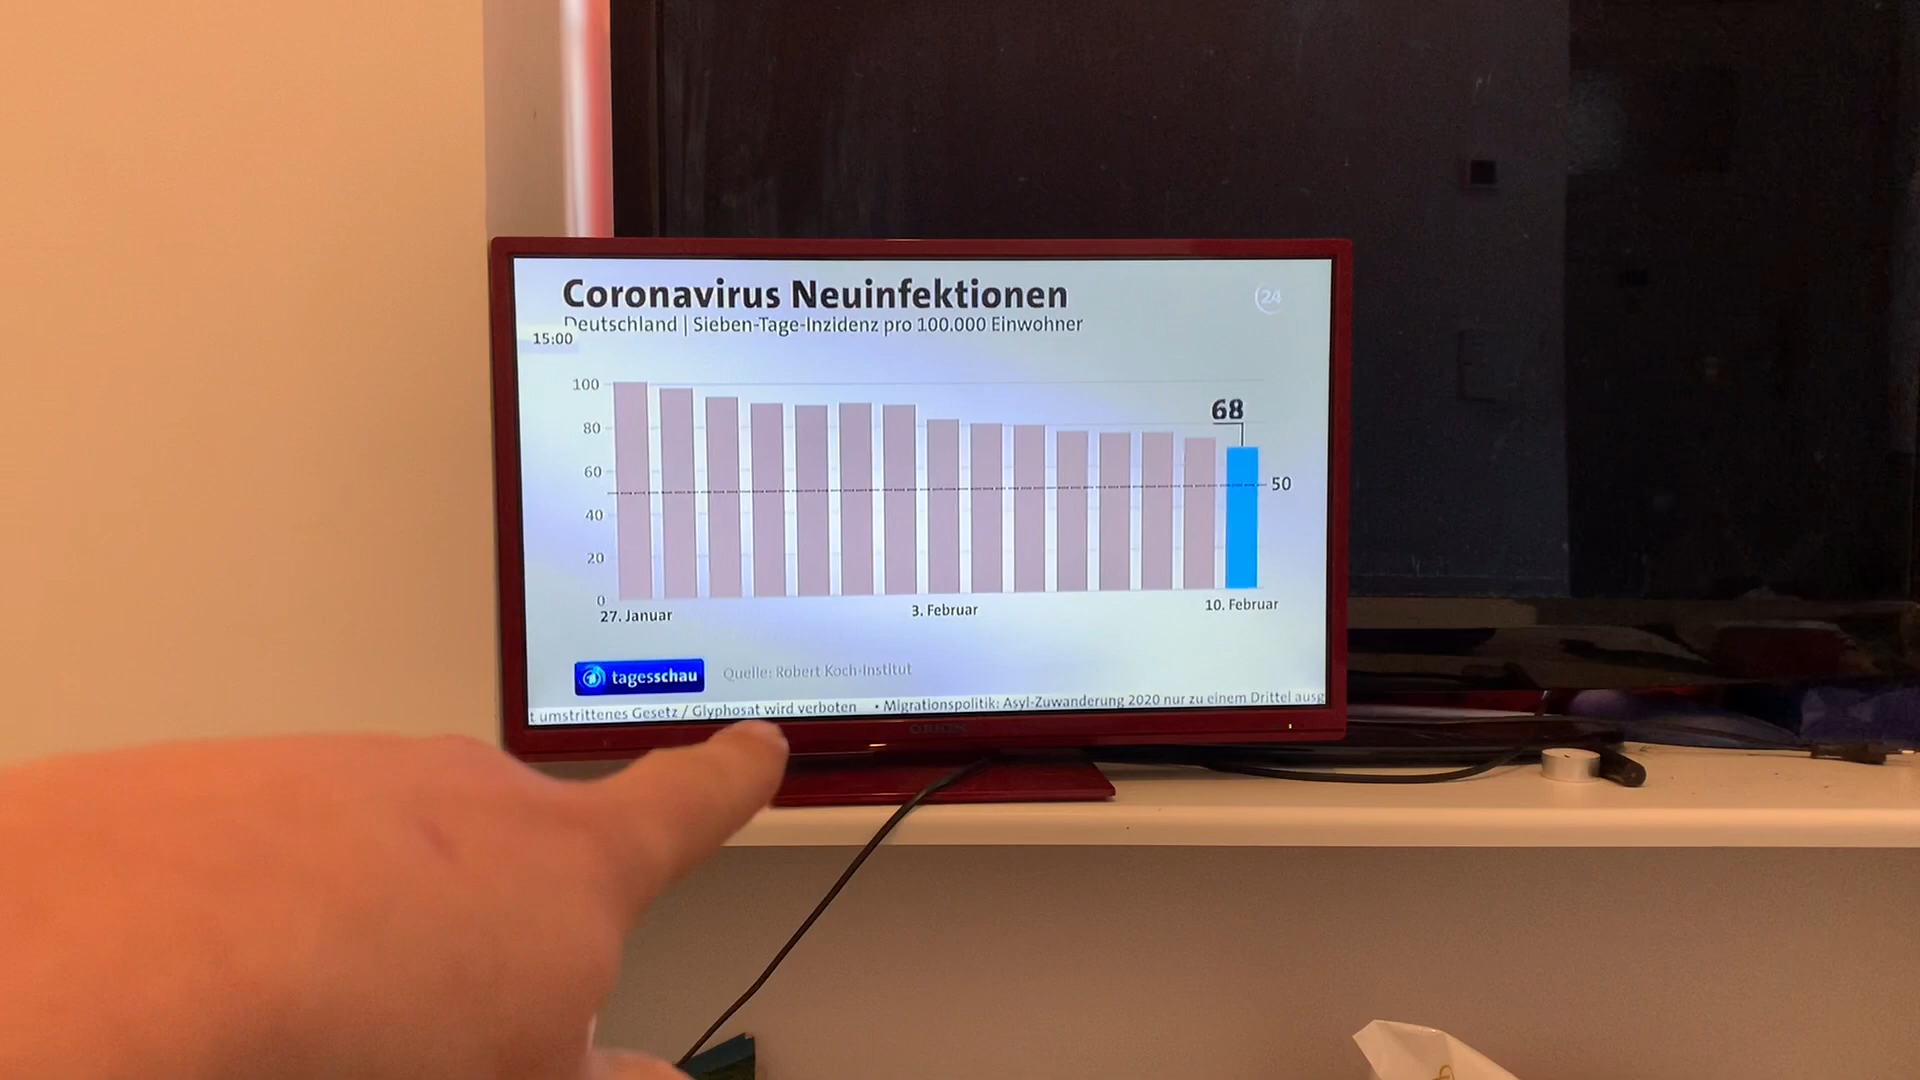 Coronavirus Neuinfektionen
24
Deutschland | Sieben-Tage-Inzidenz pro 100.000 Einwohner
15:00
100
80
60
40
20
0
68
50
27. Januar
3. Februar
10. Februar
tagesschau
Quelle: Robert Koch-Institut
t umstrittenes Gesetz / Glyphosat wird verboten • Migrationspolitik: Asyl-Zuwanderung 2020 nur zu einem Drittel ausg
ORION